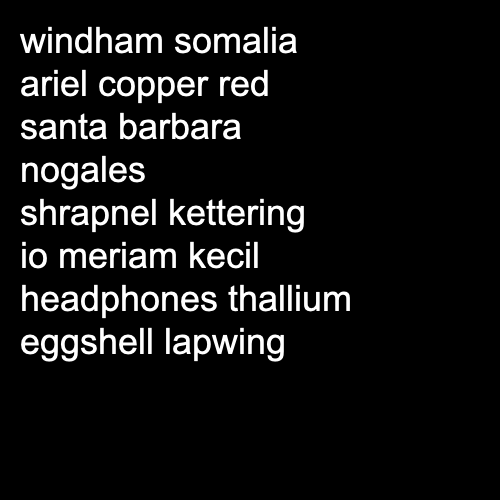 windham somalia
ariel copper red
santa barbara
nogales
shrapnel kettering
io meriam kecil
headphones thallium
eggshell lapwing